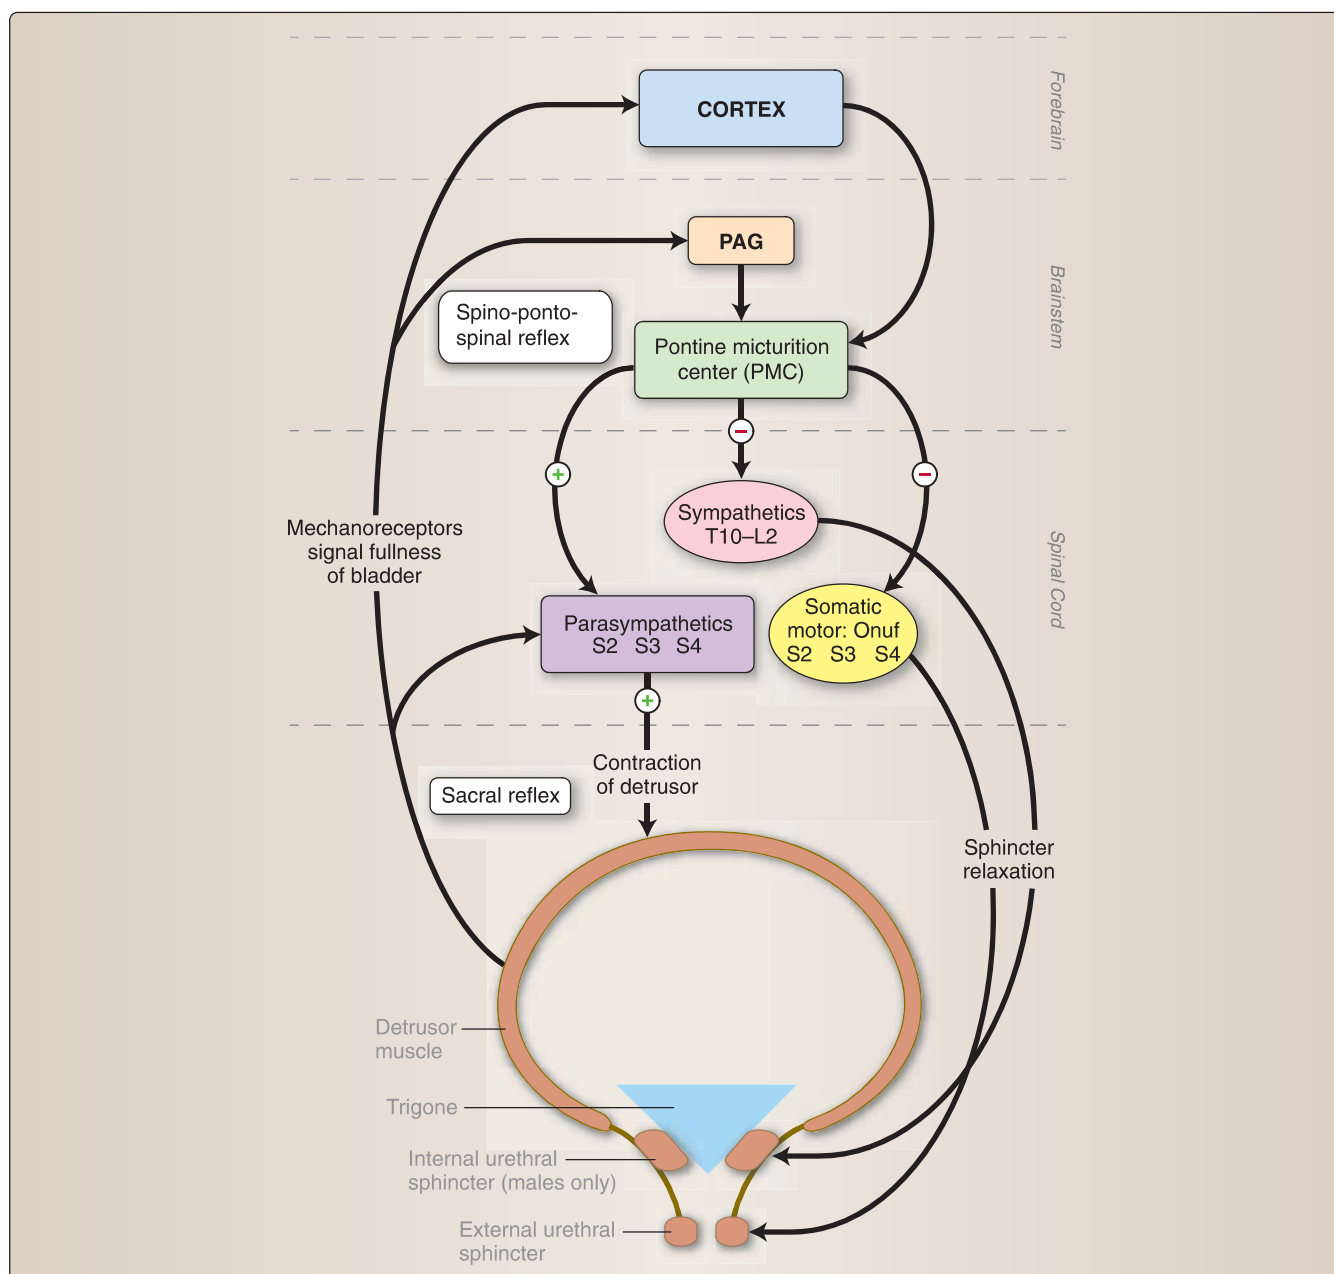 Forebrain
CORTEX
Brainstem
PAG
Spino-ponto-
spinal reflex
Pontine micturition
center (PMC)
−
+
−
Spinal Cord
Sympathetics
T10–L2
Mechanoreceptors
signal fullness
of bladder
Parasympathetics
S2 S3 S4
Somatic
motor: Onuf
S2 S3 S4
+
Contraction
of detrusor
Sacral reflex
Sphincter
relaxation
Detrusor
muscle
Trigone
Internal urethral
sphincter (males only)
External urethral
sphincter